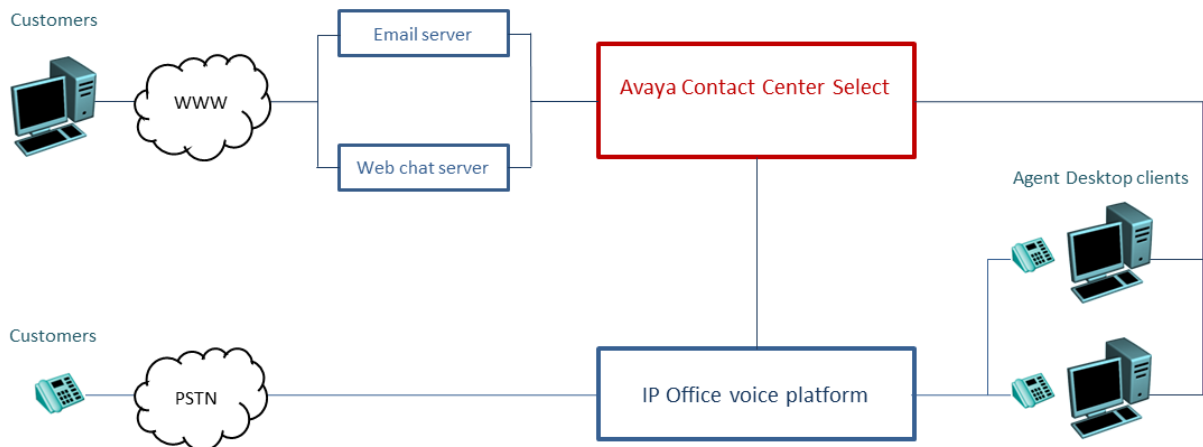 Customers
Email server
WWW
Avaya Contact Center Select
Web chat server
Agent Desktop clients
Customers
PSTN
IP Office voice platform